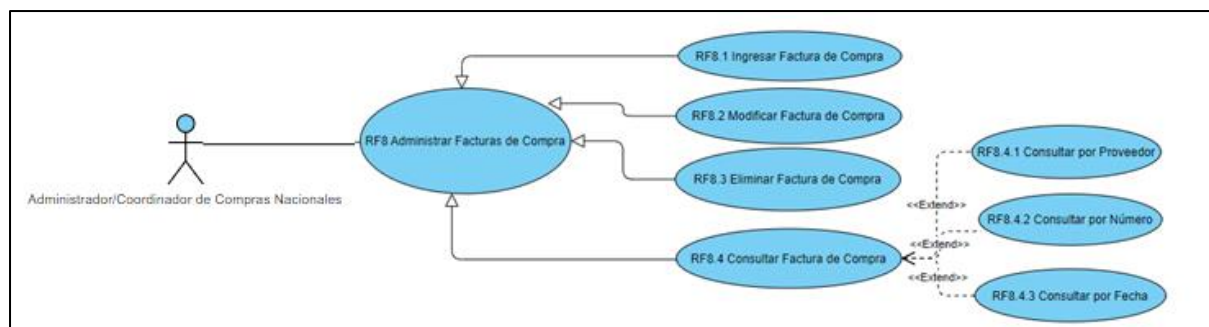 RF8.1 Ingresar Factura de Compra
RF8.2 Modificar Factura de Compra
RF8 Administrar Facturas de Compra
RF8.3 Eliminar Factura de Compra
RF8.4.1 Consultar por Proveedor
Administrador/Coordinador de Compras Nacionales
<<Extend>>
RF8.4.2 Consultar por Número
<<Extend>>
RF8.4 Consultar Factura de Compra
<<Extend>>
RF8.4.3 Consultar por Fecha